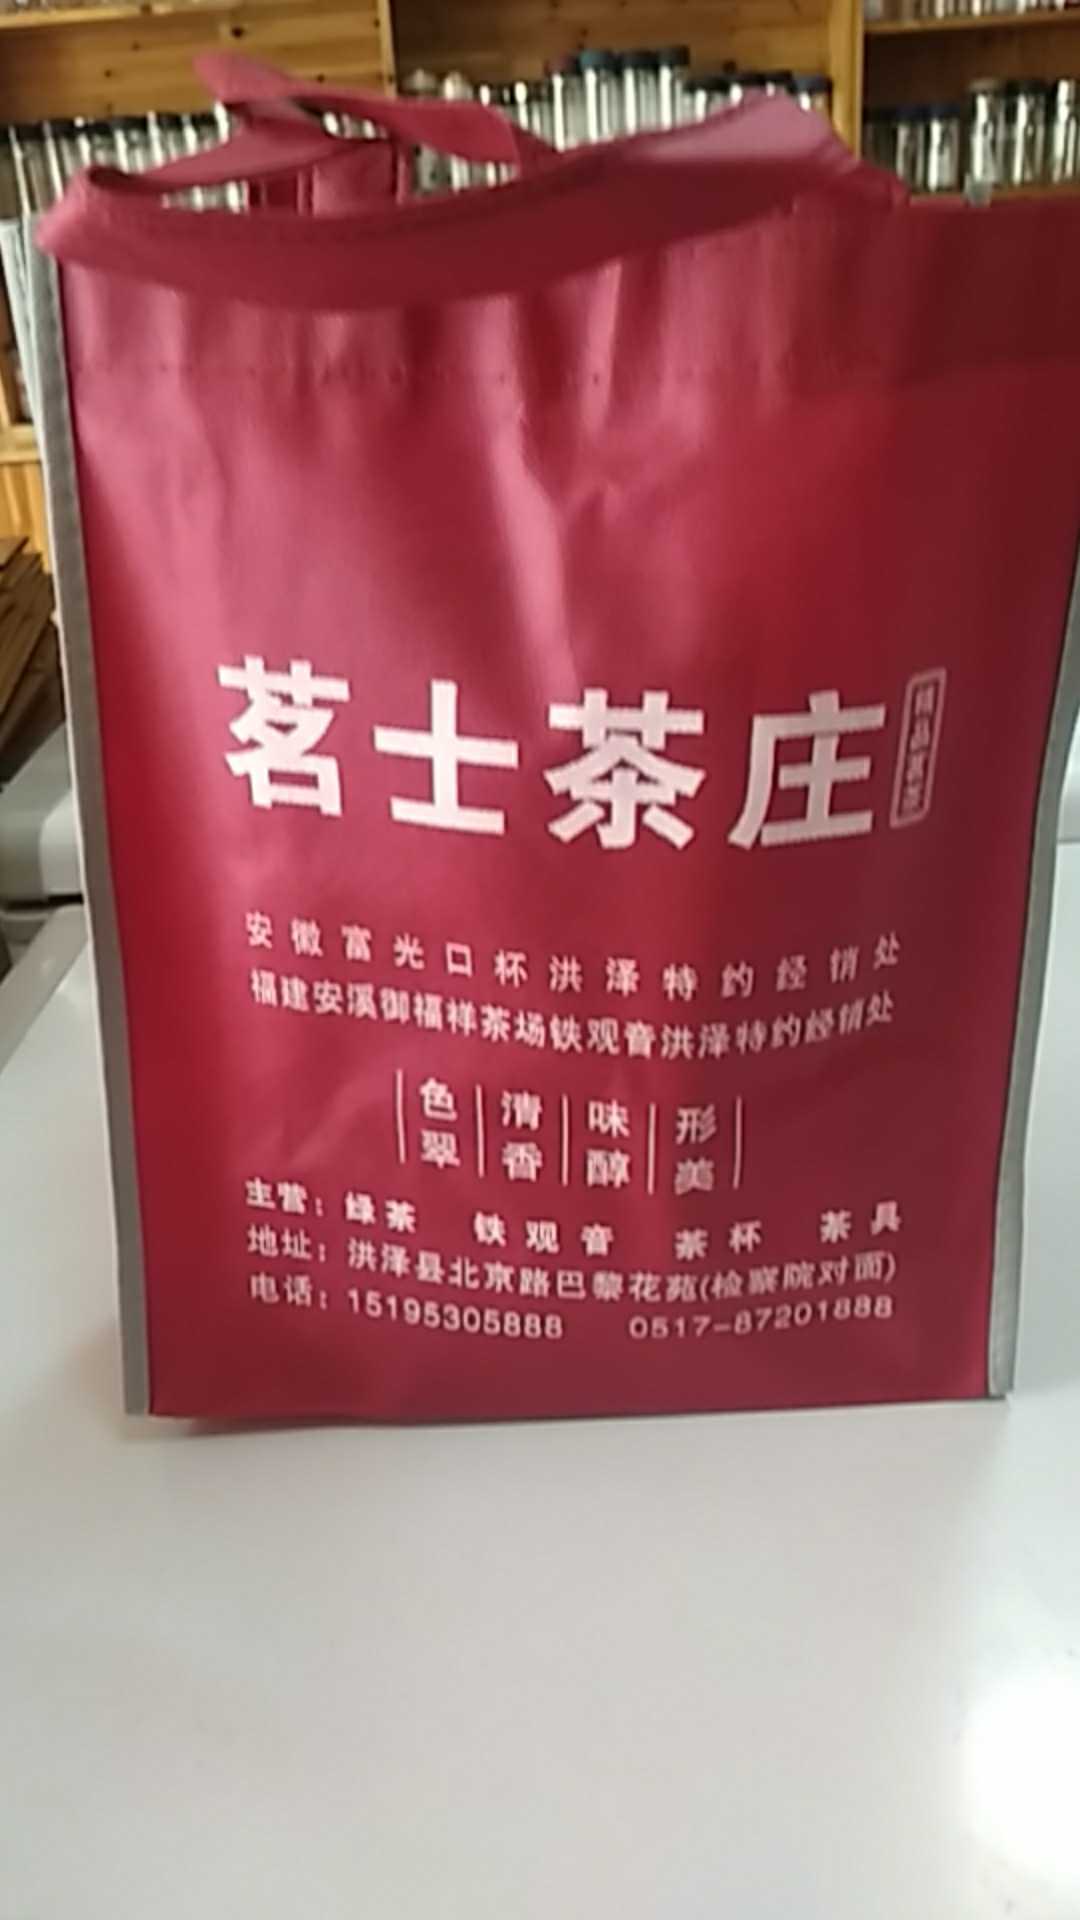 茗士茶庄
安徽富光口杯洪泽特约经销处
福建安溪御福祥茶场铁观音洪泽特约经销处
色翠 清香 味醇 形美
主营：绿茶 铁观音 茶杯 茶具
地址：洪泽县北京路巴黎花苑(检察院对面)
电话：15195305888 0517-87201888